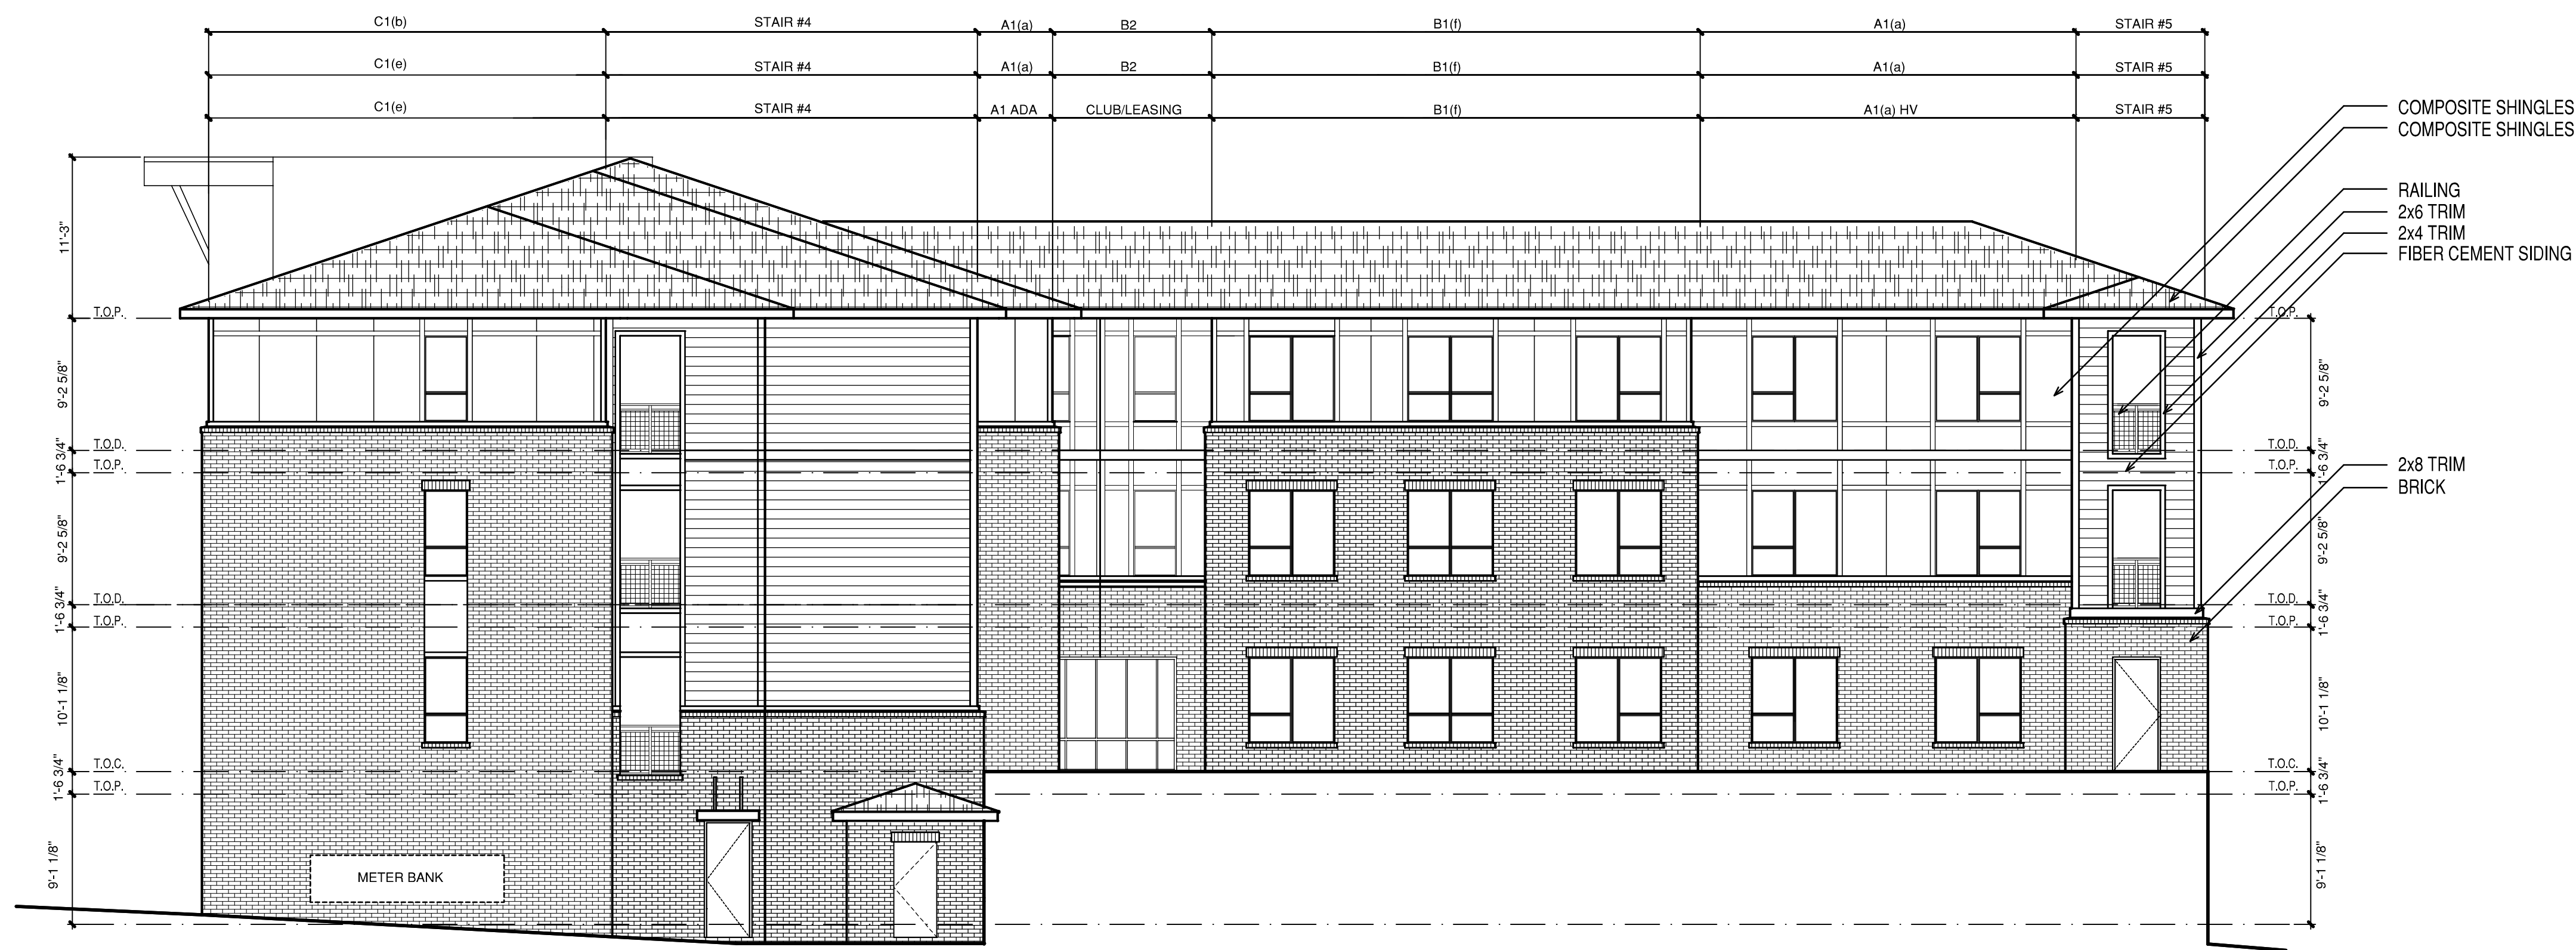 C1(b) STAIR #4 A1(a) B2 B1(f) A1(a) STAIR #5
C1(e) STAIR #4 A1(a) B2 B1(f) A1(a) STAIR #5
C1(e) STAIR #4 A1 ADA CLUB/LEASING B1(f) A1(a) HV STAIR #5
COMPOSITE SHINGLES
COMPOSITE SHINGLES
RAILING
2x6 TRIM
2x4 TRIM
FIBER CEMENT SIDING
2x8 TRIM
BRICK
11'-3"
9'-2 5/8"
1'-6 3/4"
9'-2 5/8"
1'-6 3/4"
10'-1 1/8"
1'-6 3/4"
9'-1 1/8"
T.O.P.
T.O.D.
T.O.P.
T.O.D.
T.O.P.
T.O.C.
T.O.P.
METER BANK
T.O.P.
T.O.D.
T.O.P.
T.O.D.
T.O.P.
T.O.C.
T.O.P.
9'-2 5/8"
1'-6 3/4"
9'-2 5/8"
1'-6 3/4"
10'-1 1/8"
1'-6 3/4"
9'-1 1/8"